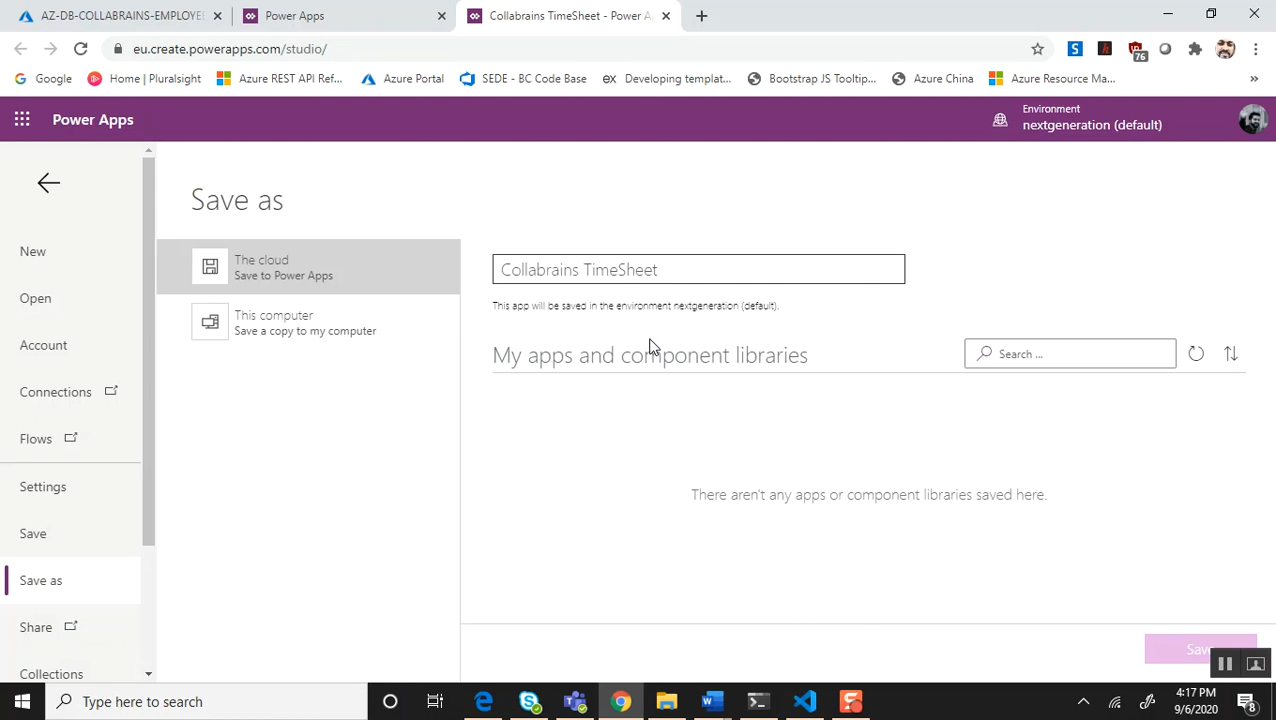 AZ-DB-COLLABRAINS-EMPLOYEE
Power Apps
Collabrains TimeSheet - Power A
eu.create.powerapps.com/studio/
76
Google
Home | Pluralsight
Azure REST API Ref...
Azure Portal
SEDE - BC Code Base
ex Developing templat...
Bootstrap JS Tooltip...
Azure China
Azure Resource Ma...
»
Power Apps
Environment
nextgeneration (default)
Save as
New
Open
Account
Connections
Flows
Settings
Save
Save as
Share
Collections
The cloud
Save to Power Apps
This computer
Save a copy to my computer
Collabrains TimeSheet
This app will be saved in the environment nextgeneration (default).
My apps and component libraries
Search ...
There aren't any apps or component libraries saved here.
Save
Type here to search
4:17 PM
9/6/2020
8